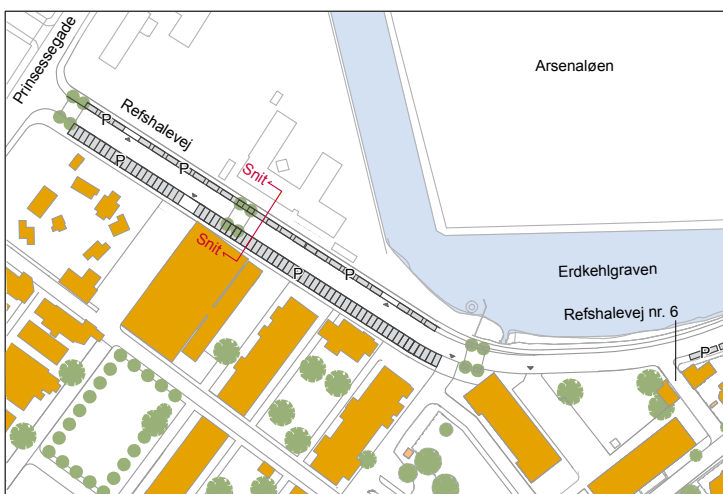 Prinsessegade
Arsenaløen
Refshalevej
P
P
P
Snit
Snit
P
P
Erdkehlgraven
Refshalevej nr. 6
P